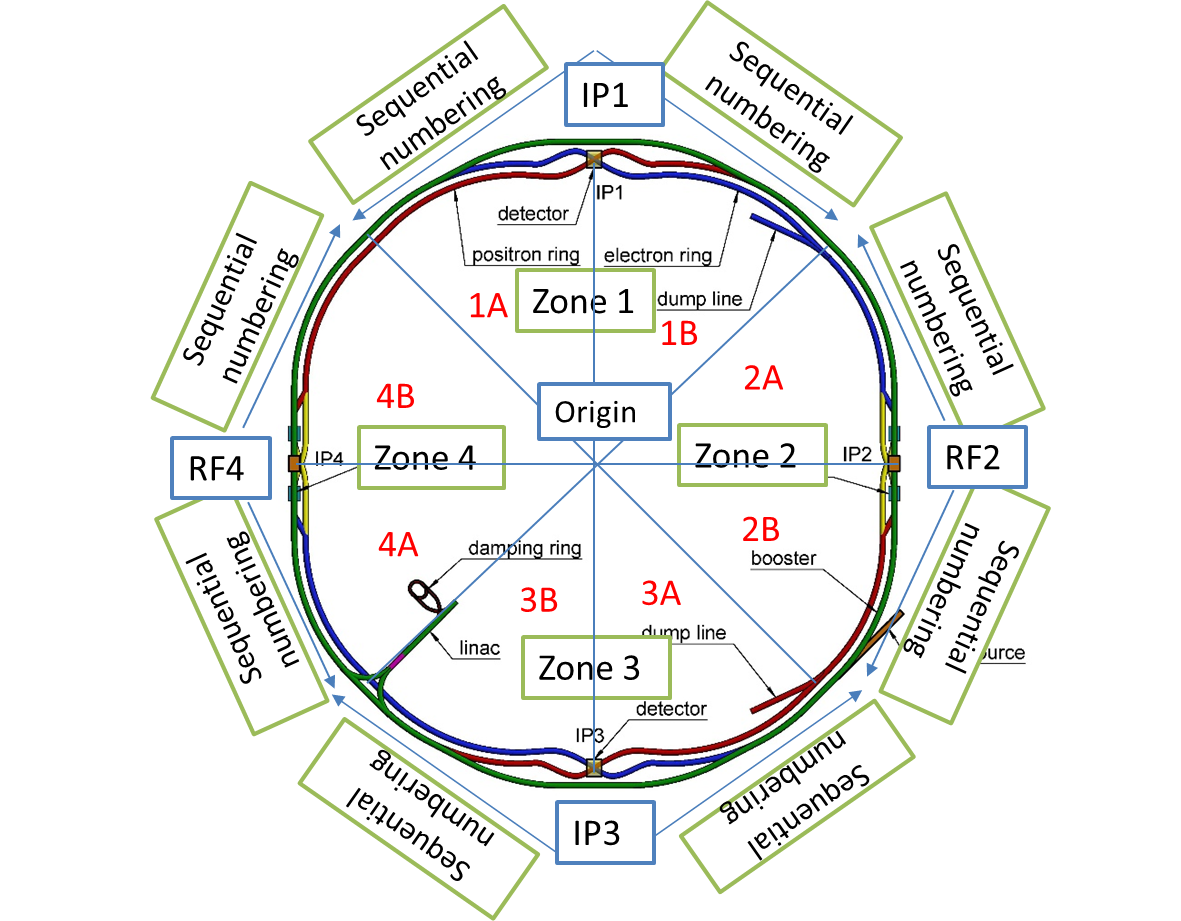 Sequential
numbering
IP1
Sequential
numbering
IP1
detector
positron ring
electron ring
Sequential
numbering
Sequential
numbering
1A
Zone 1
dump line
1B
2A
4B
Origin
RF4
IP4
Zone 4
Zone 2
IP2
RF2
4A
damping ring
2B
booster
Sequential
numbering
Sequential
numbering
3B
3A
dump line
linac
Zone 3
detector
IP3
Sequential
numbering
IP3
Sequential
numbering